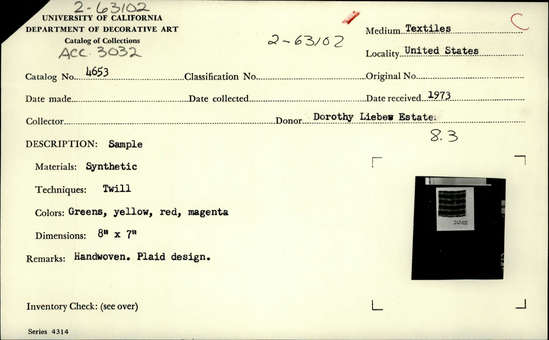 2-63102
UNIVERSITY OF CALIFORNIA
DEPARTMENT OF DECORATIVE ART
Catalog of Collections
ACC. 3032
2-63102
C
Medium Textiles
Locality United States
Catalog No. 4653 Classification No. Original No.
Date made Date collected Date received 1973
Collector Donor Dorothy Liebew Estate.
8.3
DESCRIPTION: Sample
Materials: Synthetic
Techniques: Twill
Colors: Greens, yellow, red, magenta
Dimensions: 8" x 7"
Remarks: Handwoven. Plaid design.
Inventory Check: (see over)
Series 4314